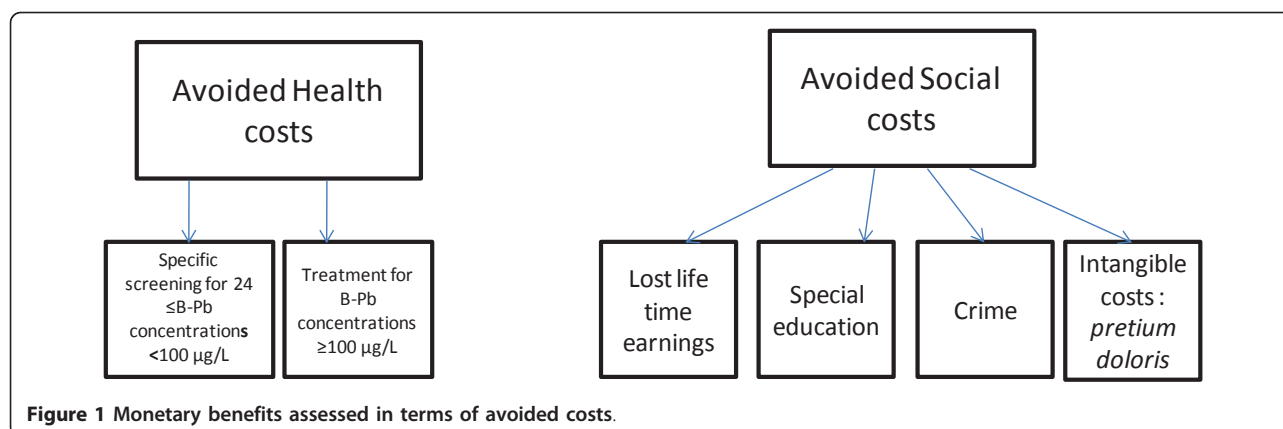 Avoided Health
costs
Avoided Social
costs
Specific
screening for 24
≤B-Pb
concentrations
<100 µg/L
Treatment for
B-Pb
concentrations
≥100 µg/L
Lost life
time
earnings
Special
education
Crime
Intangible
costs :
pretium
doloris
Figure 1 Monetary benefits assessed in terms of avoided costs.